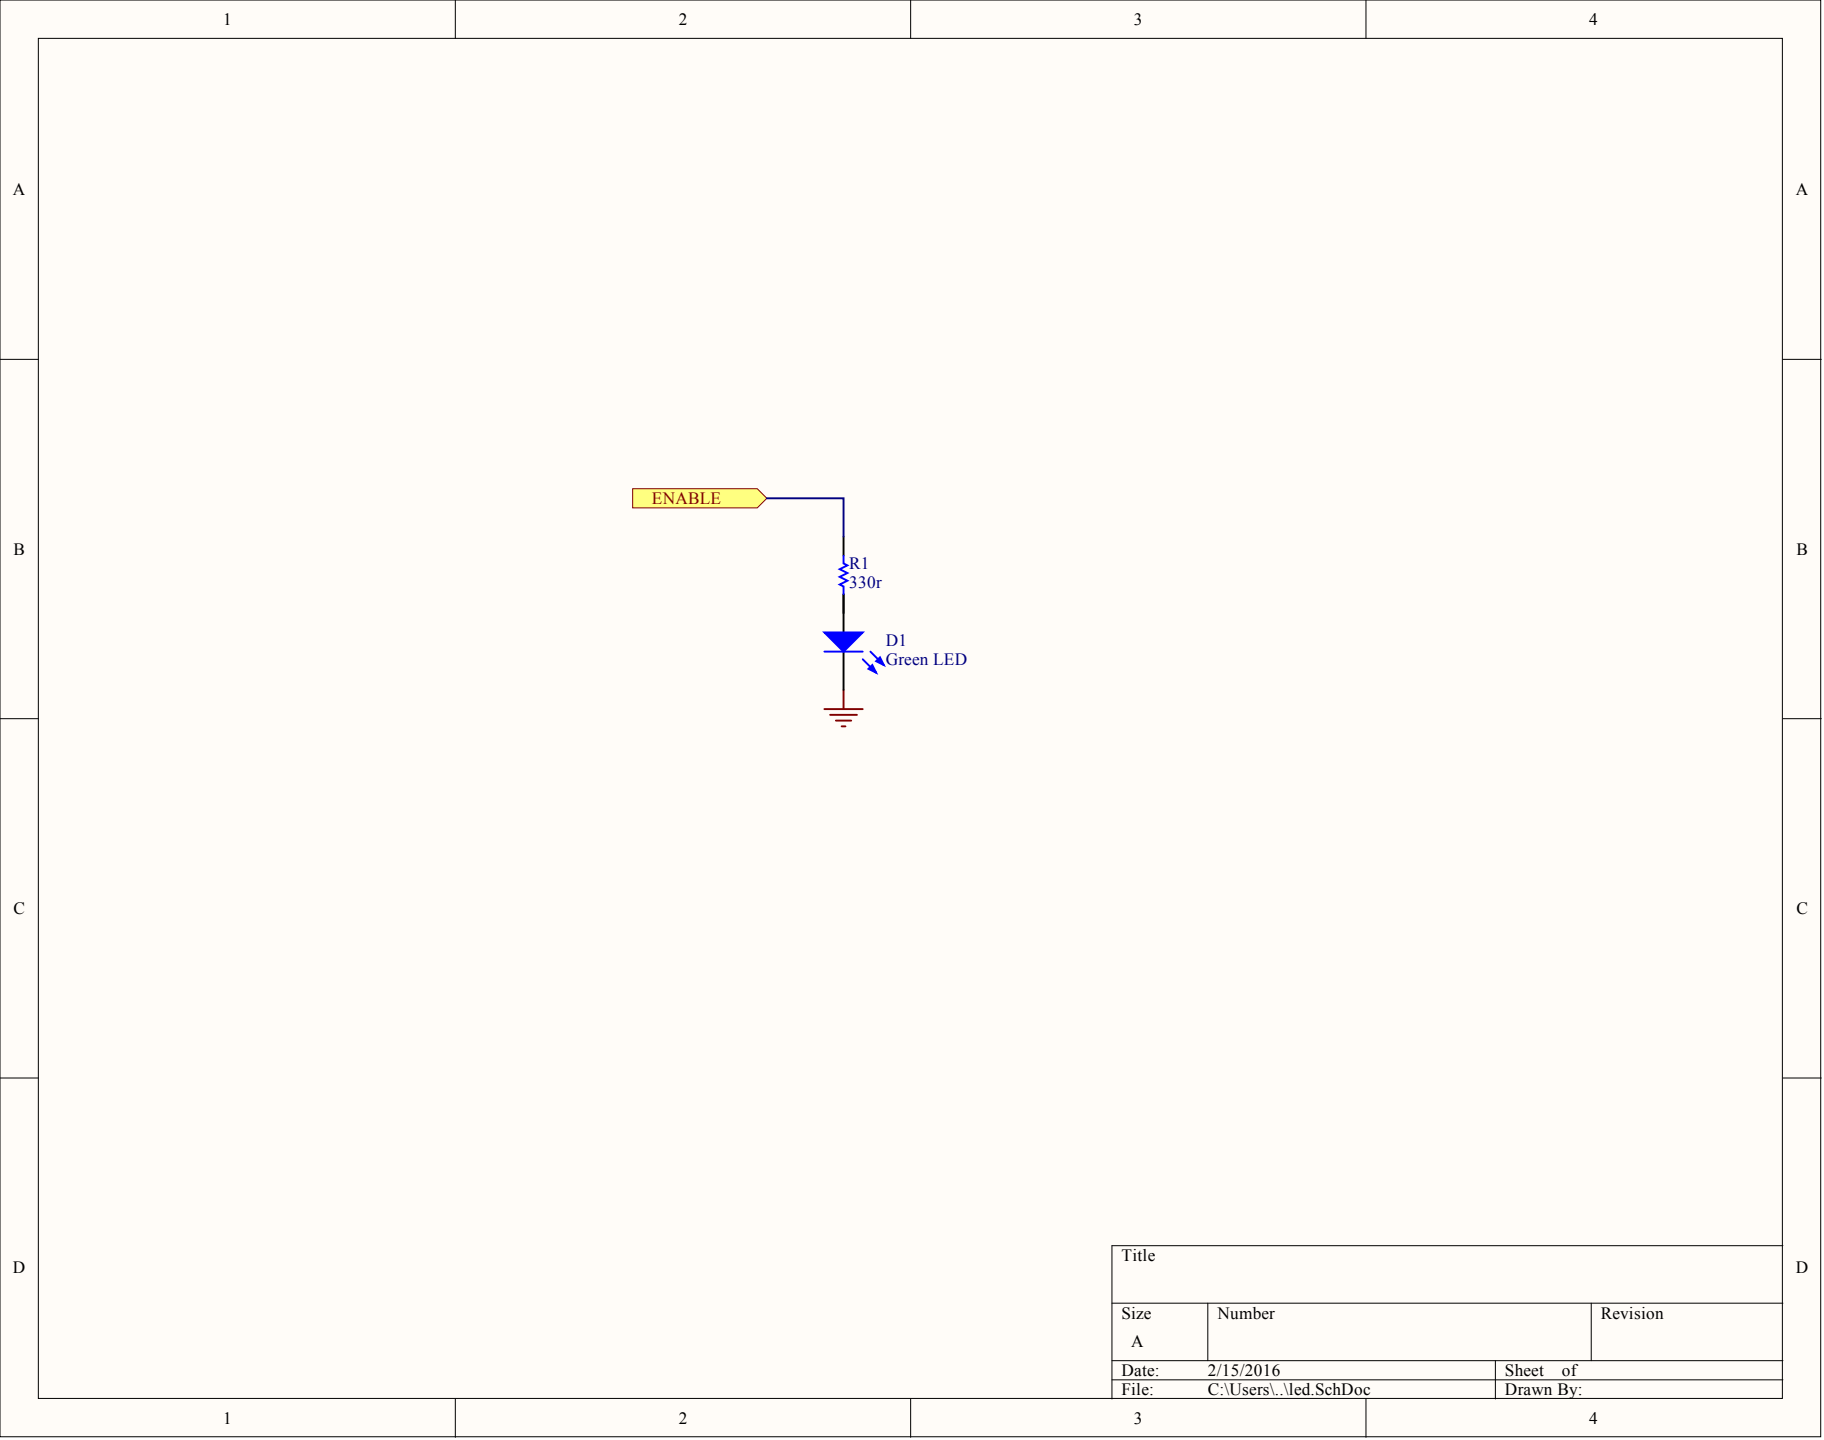 1 2 3 4
A A
ENABLE
B B
R1
330r
D1
Green LED
C C
D D
Title
Size Number Revision
A
Date: 2/15/2016 Sheet of
File: C:\Users\..\led.SchDoc Drawn By:
1 2 3 4